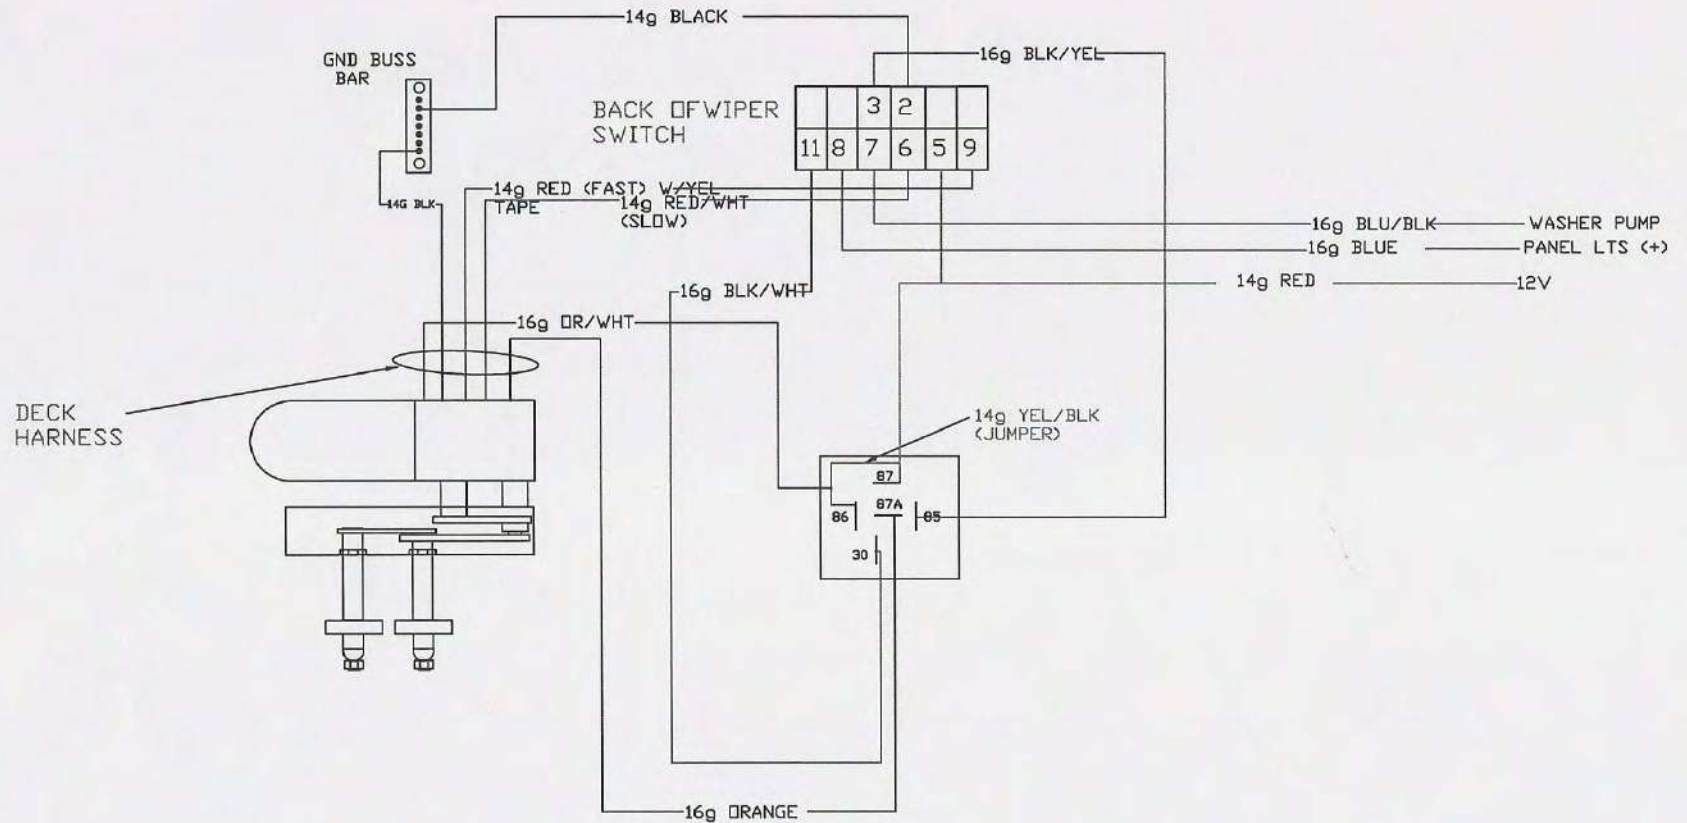 14g BLACK
GND BUSS
BAR
16g BLK/YEL
BACK OFWIPER
SWITCH
3 2
11 8 7 6 5 9
14g RED (FAST) W/YEL
TAPE
14g RED/WHT
(SLOW)
14G BLK
16g BLU/BLK
WASHER PUMP
16g BLUE
PANEL LTS (+)
16g BLK/WHT
14g RED
12V
16g OR/WHT
DECK
HARNESS
14g YEL/BLK
(JUMPER)
87
87A
86
85
30
16g ORANGE